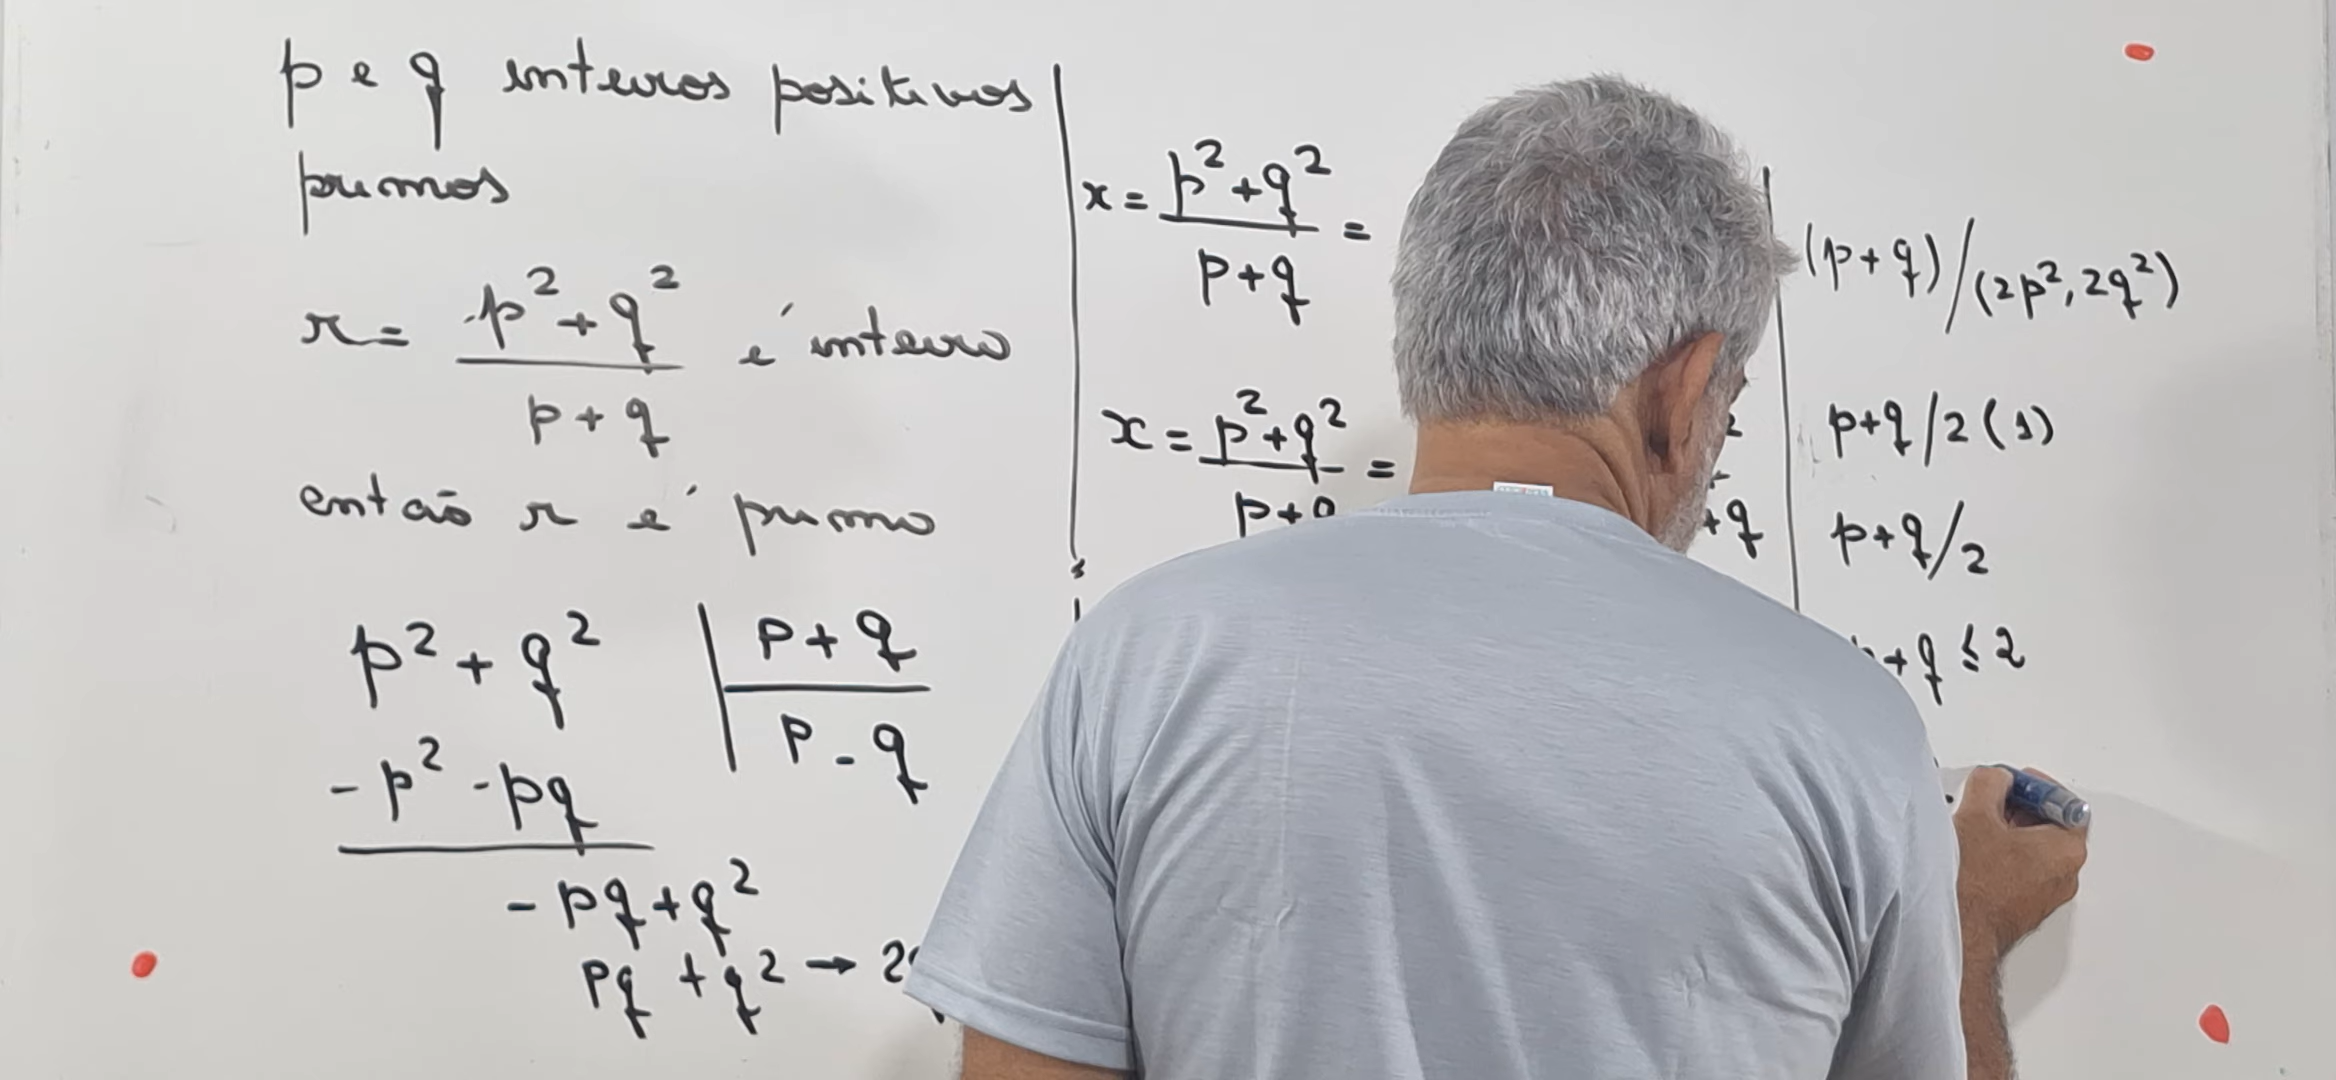 p e q inteiros positivos
primos
r = p²+q² / p+q é inteiro
então r é primo
p² + q² | p + q
-p² -pq p - q
-pq + q²
pq + q² → 2
x = p²+q² / p+q =
x = p²+q² / p+q =
2
+q
(p+q)/(2p², 2q²)
p+q/2(1)
p+q/2
+q ≤ 2